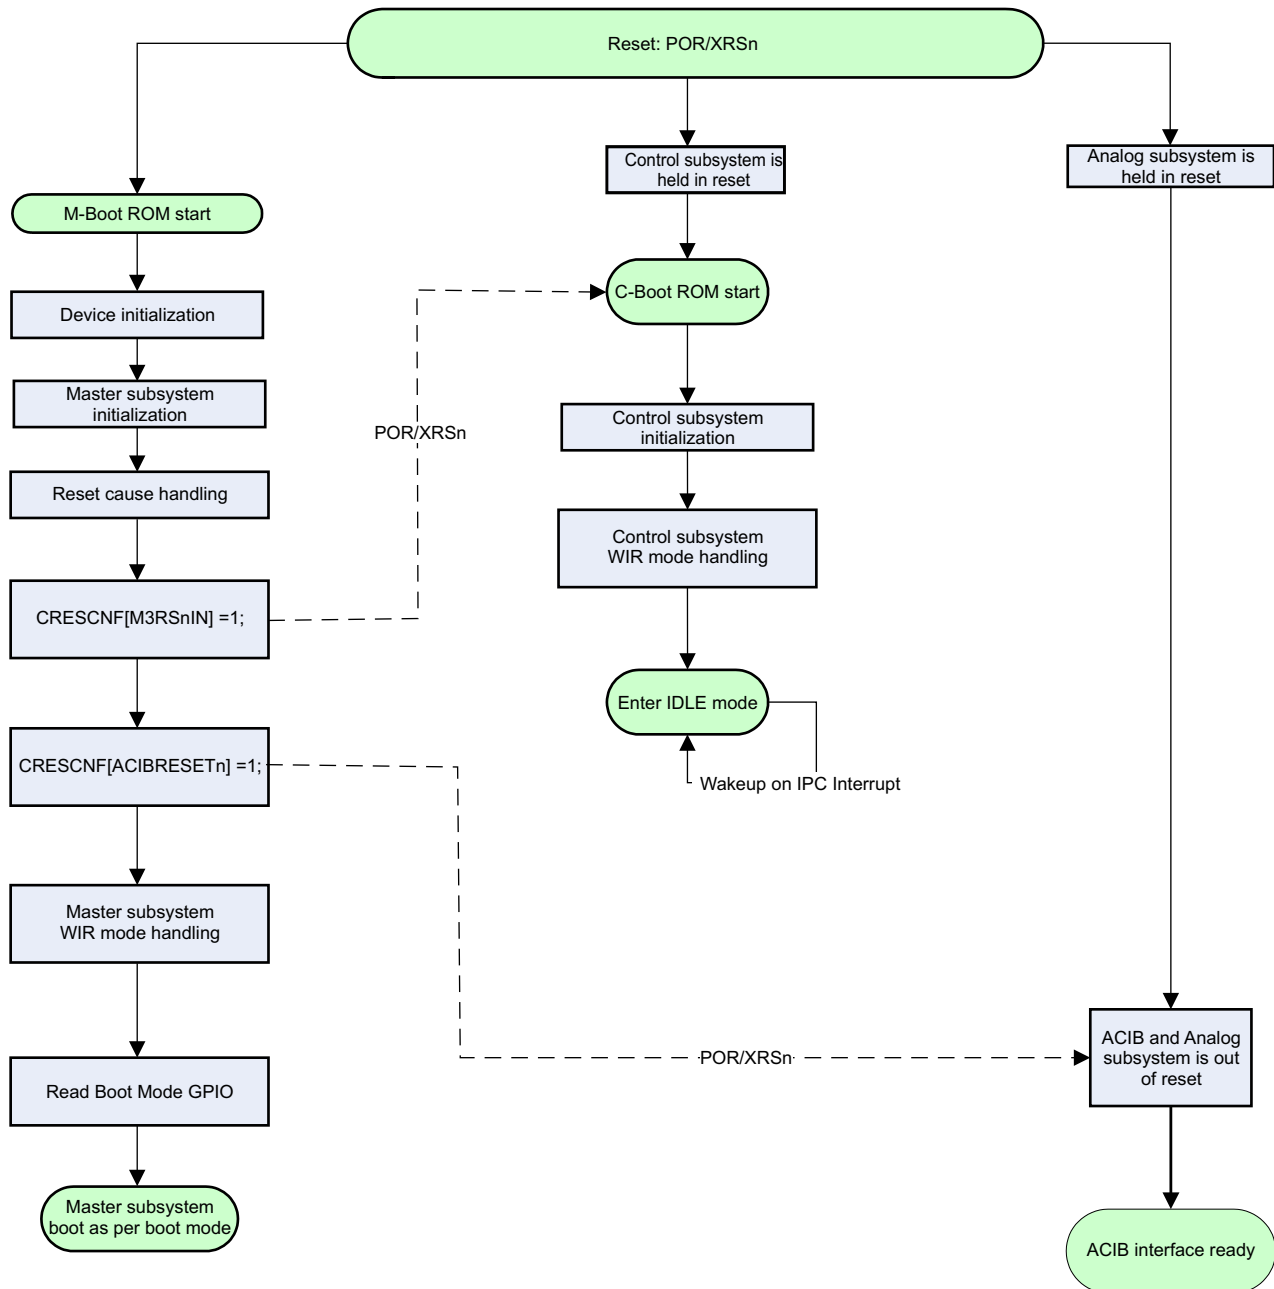 Reset: POR/XRSn
M-Boot ROM start
Device initialization
Master subsystem
initialization
Reset cause handling
CRESCNF[M3RSnIN] =1;
CRESCNF[ACIBRESETn] =1;
Master subsystem
WIR mode handling
Read Boot Mode GPIO
Master subsystem
boot as per boot mode
POR/XRSn
Control subsystem is
held in reset
C-Boot ROM start
Control subsystem
initialization
Control subsystem
WIR mode handling
Enter IDLE mode
Wakeup on IPC Interrupt
POR/XRSn
Analog subsystem is
held in reset
ACIB and Analog
subsystem is out
of reset
ACIB interface ready